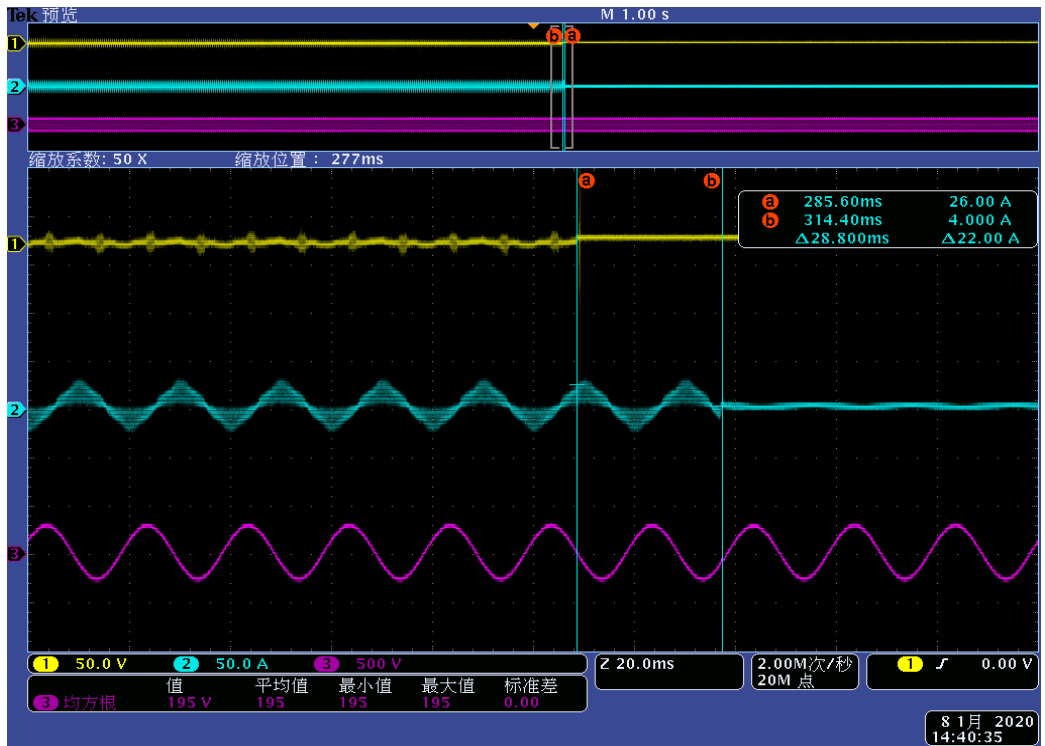 Tek 预览 M 1.00 s
b a
1
2
3
缩放系数: 50 X 缩放位置： 277ms
a b
a 285.60ms 26.00 A
b 314.40ms 4.000 A
Δ28.800ms Δ22.00 A
1
2
3
1 50.0 V 2 50.0 A 3 500 V Z 20.0ms 2.00M次/秒 1 0.00 V
20M 点
值 平均值 最小值 最大值 标准差
3 均方根 195 V 195 195 195 0.00
8 1月 2020
14:40:35